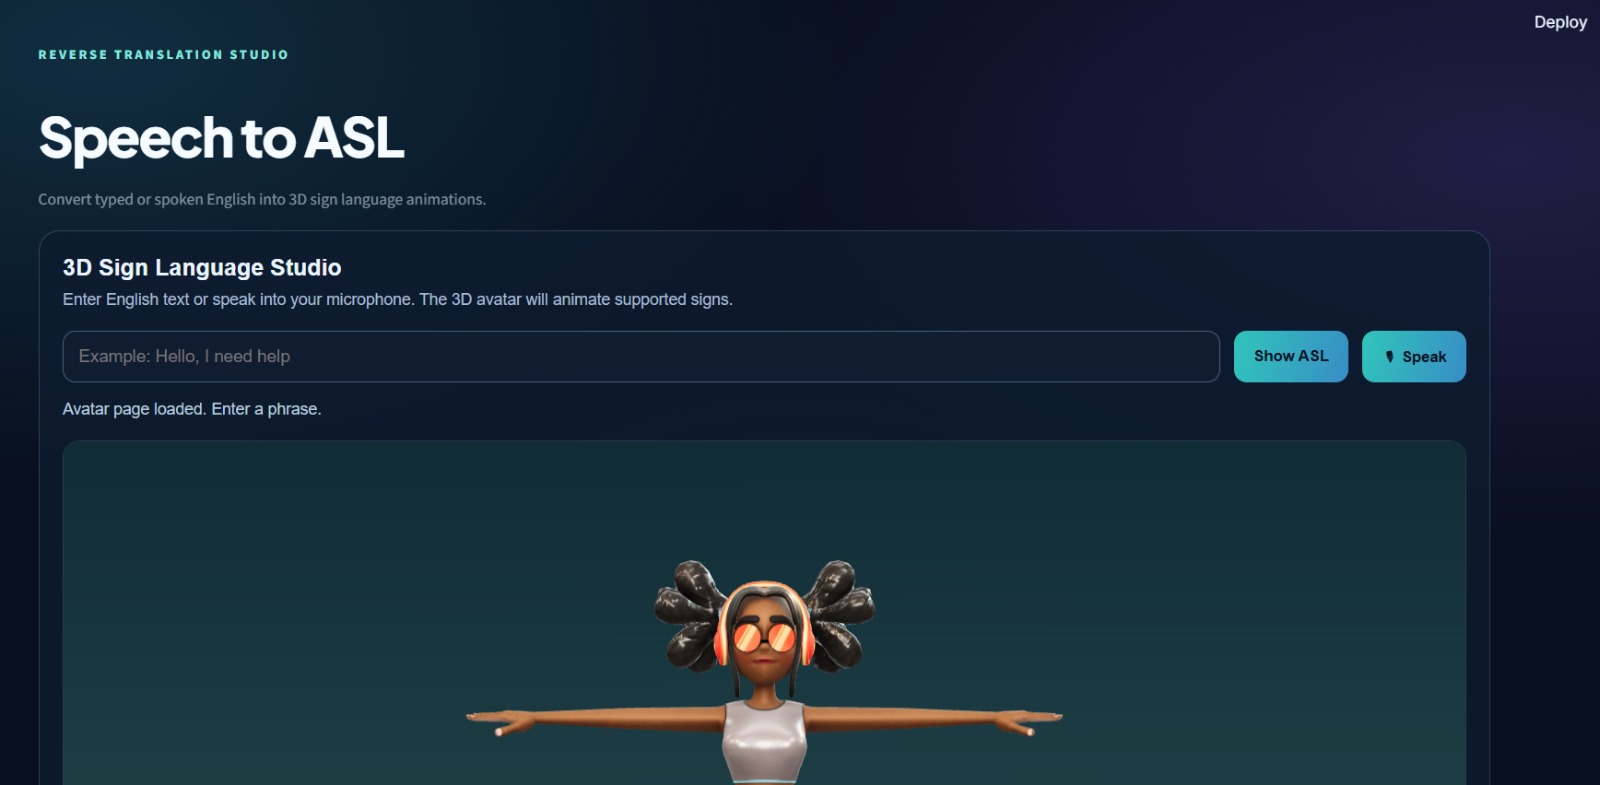 Deploy
REVERSE TRANSLATION STUDIO
Speech to ASL
Convert typed or spoken English into 3D sign language animations.
3D Sign Language Studio
Enter English text or speak into your microphone. The 3D avatar will animate supported signs.
Example: Hello, I need help
Show ASL
Speak
Avatar page loaded. Enter a phrase.